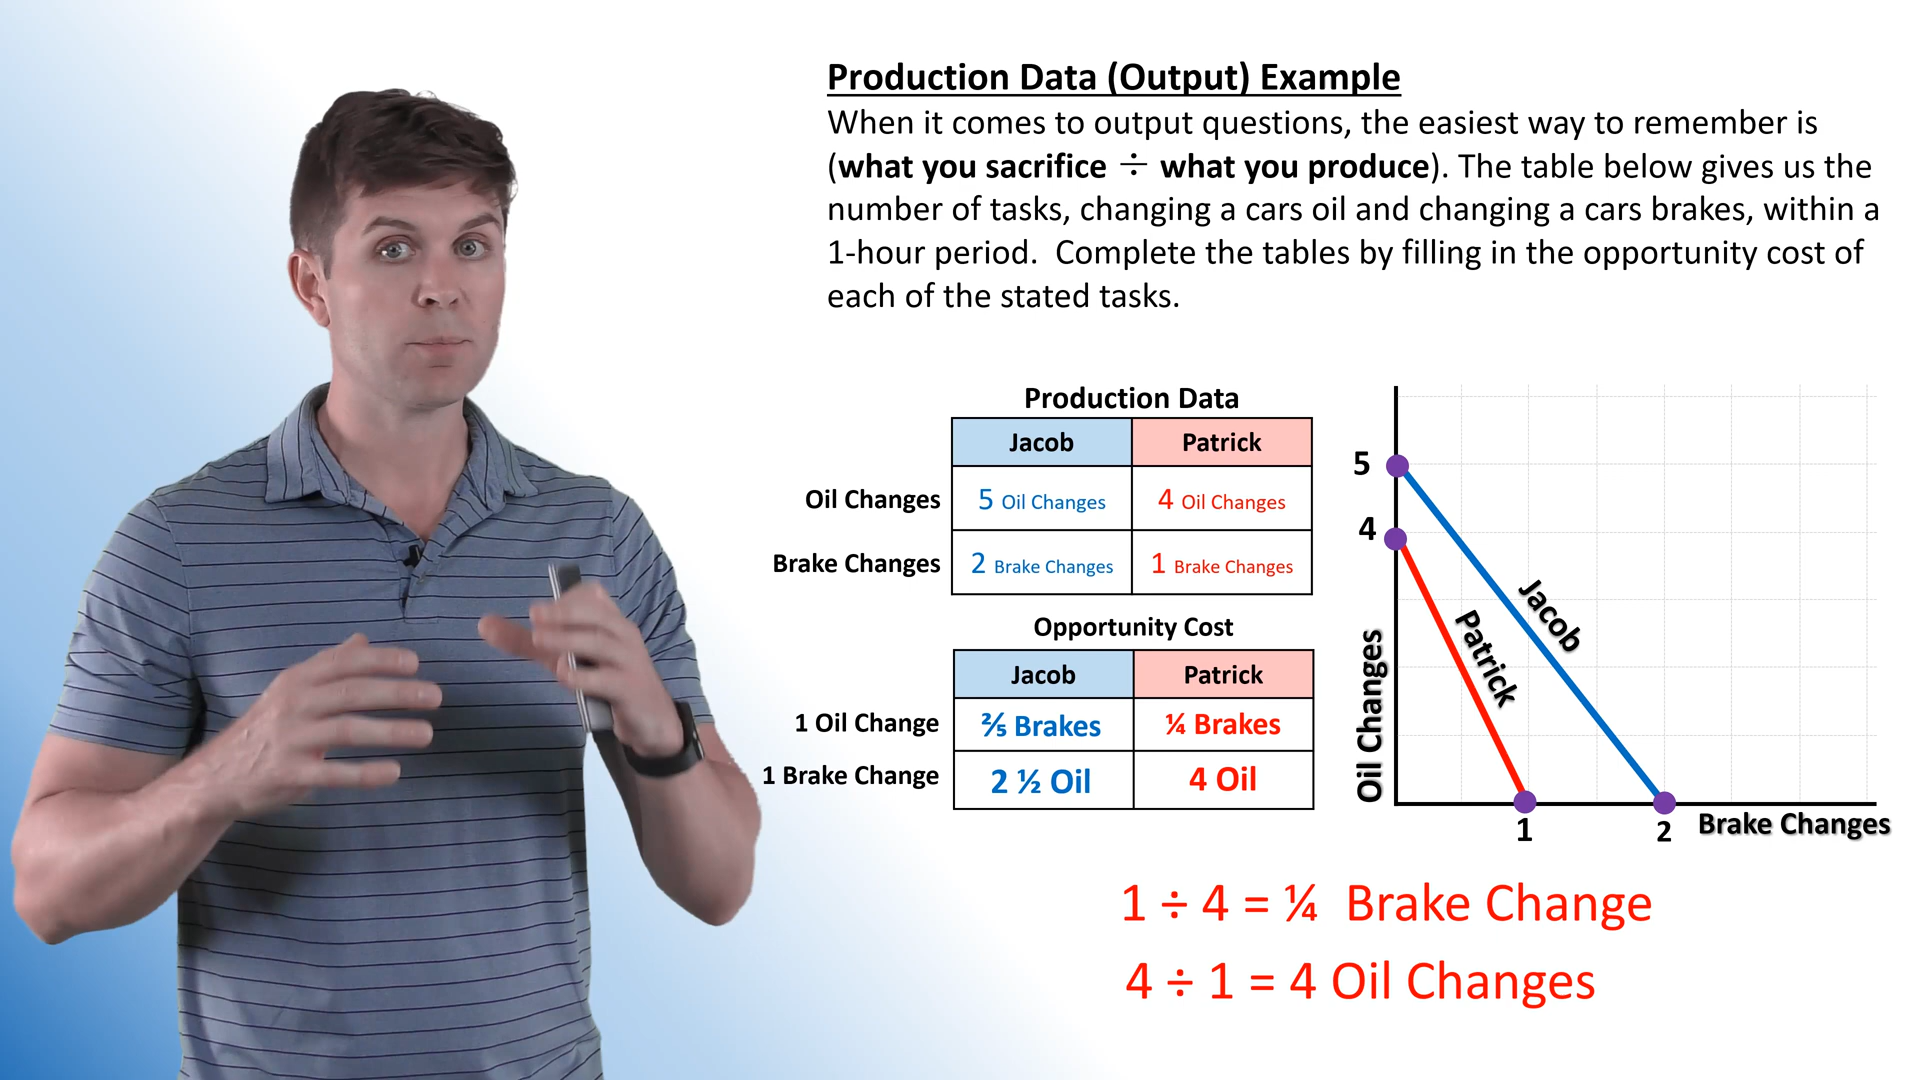 Production Data (Output) Example
When it comes to output questions, the easiest way to remember is
(what you sacrifice ÷ what you produce). The table below gives us the
number of tasks, changing a cars oil and changing a cars brakes, within a
1-hour period. Complete the tables by filling in the opportunity cost of
each of the stated tasks.
Production Data
Jacob Patrick
Oil Changes 5 Oil Changes 4 Oil Changes
Brake Changes 2 Brake Changes 1 Brake Changes
Opportunity Cost
Jacob Patrick
1 Oil Change ⅖ Brakes ¼ Brakes
1 Brake Change 2 ½ Oil 4 Oil
5
4
Oil Changes
Jacob
Patrick
1 2 Brake Changes
1 ÷ 4 = ¼ Brake Change
4 ÷ 1 = 4 Oil Changes